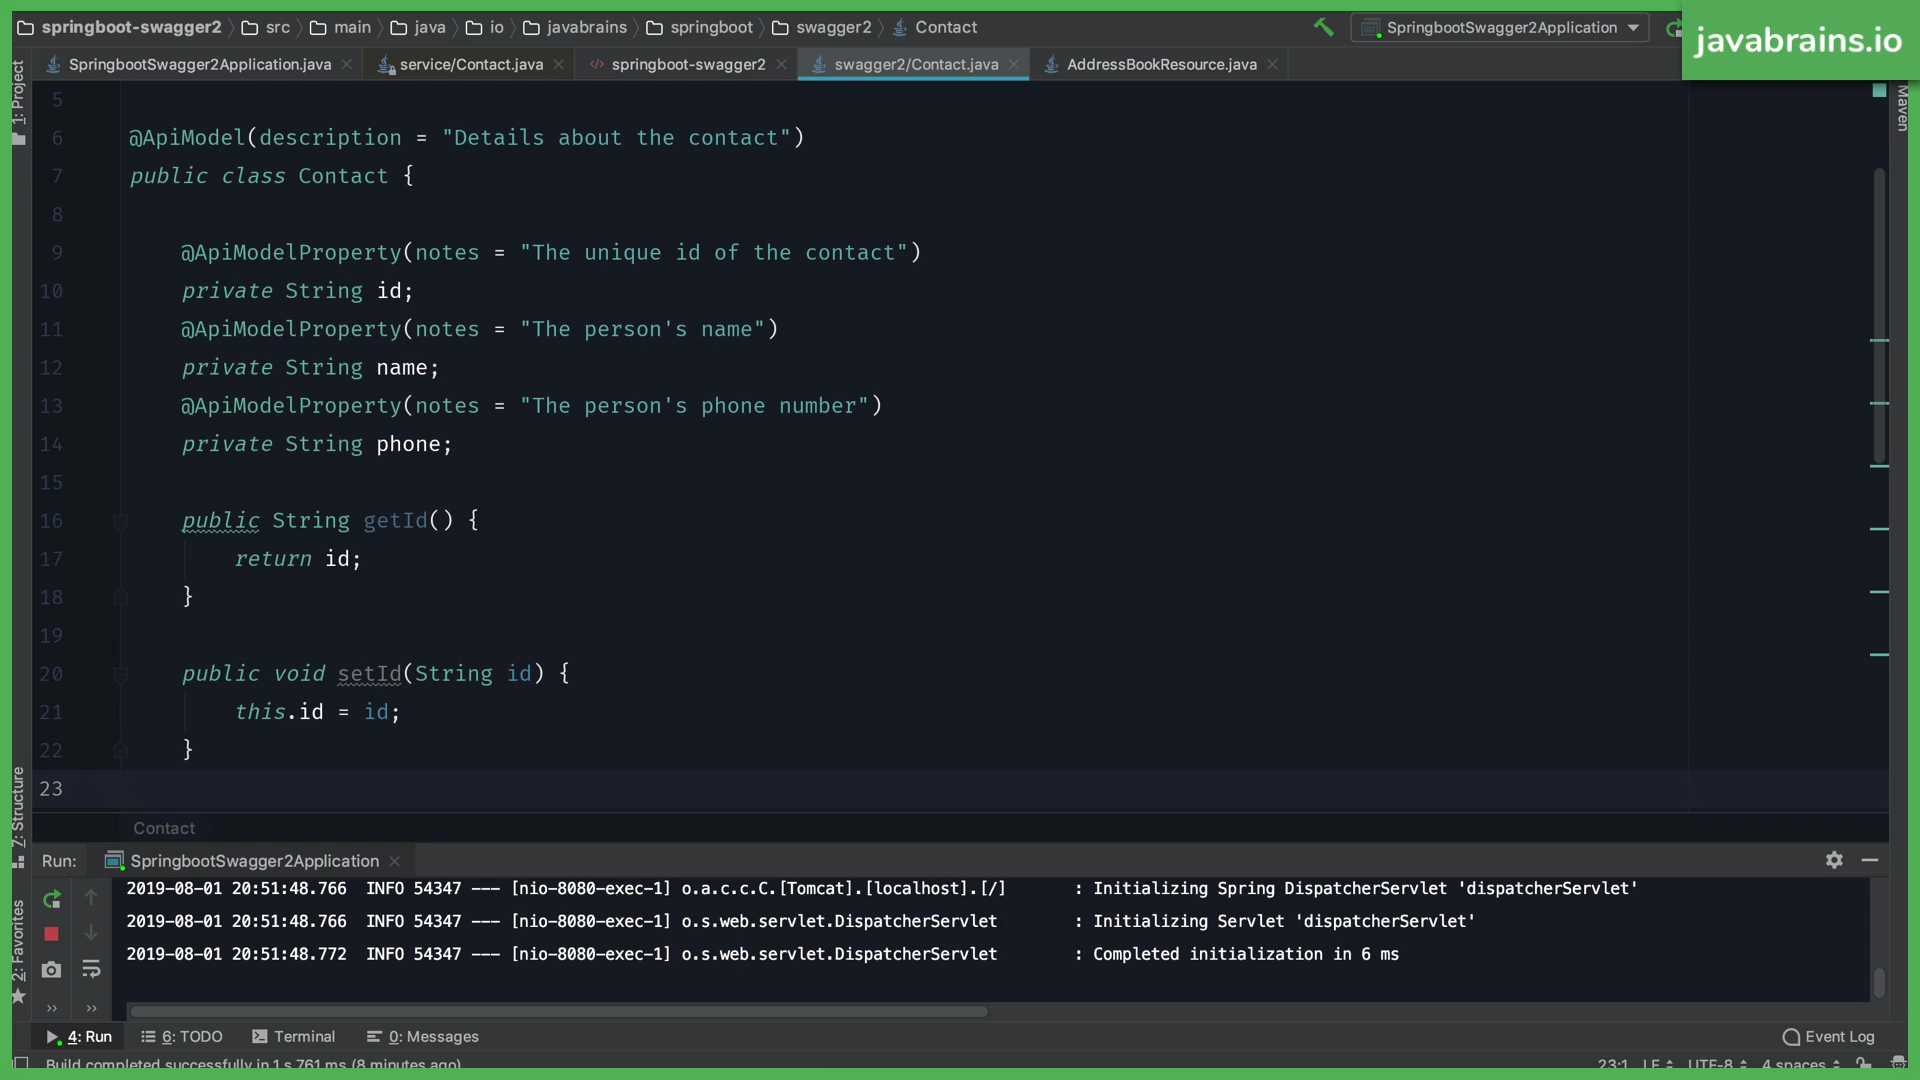 springboot-swagger2 src main java io javabrains springboot swagger2 Contact SpringbootSwagger2Application
javabrains.io
SpringbootSwagger2Application.java service/Contact.java springboot-swagger2 swagger2/Contact.java AddressBookResource.java
1: Project
Maven
5
6 @ApiModel(description = "Details about the contact")
7 public class Contact {
8
9 @ApiModelProperty(notes = "The unique id of the contact")
10 private String id;
11 @ApiModelProperty(notes = "The person's name")
12 private String name;
13 @ApiModelProperty(notes = "The person's phone number")
14 private String phone;
15
16 public String getId() {
17 return id;
18 }
19
20 public void setId(String id) {
21 this.id = id;
22 }
23
7: Structure
Contact
Run: SpringbootSwagger2Application
2: Favorites
2019-08-01 20:51:48.766 INFO 54347 --- [nio-8080-exec-1] o.a.c.c.C.[Tomcat].[localhost].[/] : Initializing Spring DispatcherServlet 'dispatcherServlet'
2019-08-01 20:51:48.766 INFO 54347 --- [nio-8080-exec-1] o.s.web.servlet.DispatcherServlet : Initializing Servlet 'dispatcherServlet'
2019-08-01 20:51:48.772 INFO 54347 --- [nio-8080-exec-1] o.s.web.servlet.DispatcherServlet : Completed initialization in 6 ms
4: Run 6: TODO Terminal 0: Messages Event Log
Build completed successfully in 1 s 761 ms (8 minutes ago) 23:1 LF UTF-8 4 spaces